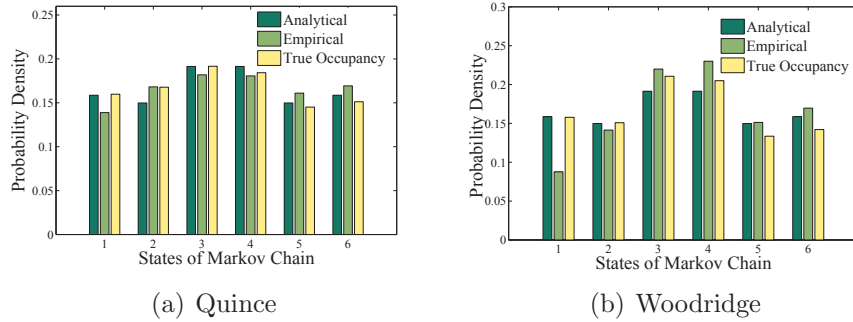 0.25
0.2
0.15
0.1
0.05
0
Probability Density
1 2 3 4 5 6
States of Markov Chain
Analytical
Empirical
True Occupancy
(a) Quince
0.3
0.25
0.2
0.15
0.1
0.05
0
Probability Density
1 2 3 4 5 6
States of Markov Chain
Analytical
Empirical
True Occupancy
(b) Woodridge